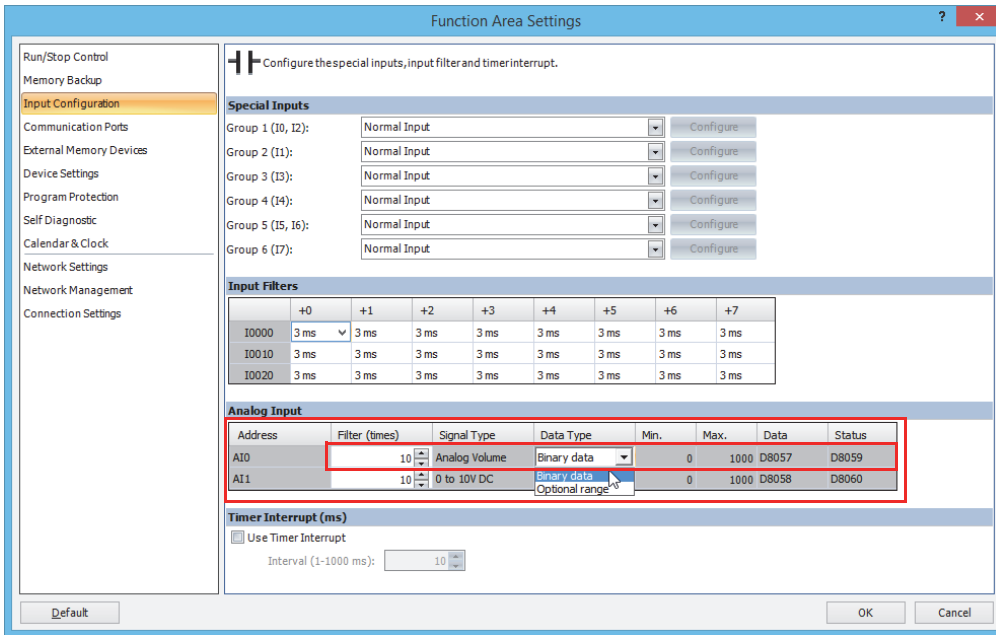 Function Area Settings
?
×
Run/Stop Control
Memory Backup
Input Configuration
Communication Ports
External Memory Devices
Device Settings
Program Protection
Self Diagnostic
Calendar & Clock
Network Settings
Network Management
Connection Settings
Configure the special inputs, input filter and timer interrupt.
Special Inputs
Group 1 (I0, I2): Normal Input Configure
Group 2 (I1): Normal Input Configure
Group 3 (I3): Normal Input Configure
Group 4 (I4): Normal Input Configure
Group 5 (I5, I6): Normal Input Configure
Group 6 (I7): Normal Input Configure
Input Filters
+0 +1 +2 +3 +4 +5 +6 +7
I0000 3 ms 3 ms 3 ms 3 ms 3 ms 3 ms 3 ms 3 ms
I0010 3 ms 3 ms 3 ms 3 ms 3 ms 3 ms 3 ms 3 ms
I0020 3 ms 3 ms 3 ms 3 ms 3 ms 3 ms 3 ms 3 ms
Analog Input
Address Filter (times) Signal Type Data Type Min. Max. Data Status
AI0 10 Analog Volume Binary data 0 1000 D8057 D8059
AI1 10 0 to 10V DC Binary data 0 1000 D8058 D8060
Optional range
Timer Interrupt (ms)
Use Timer Interrupt
Interval (1-1000 ms): 10
Default OK Cancel